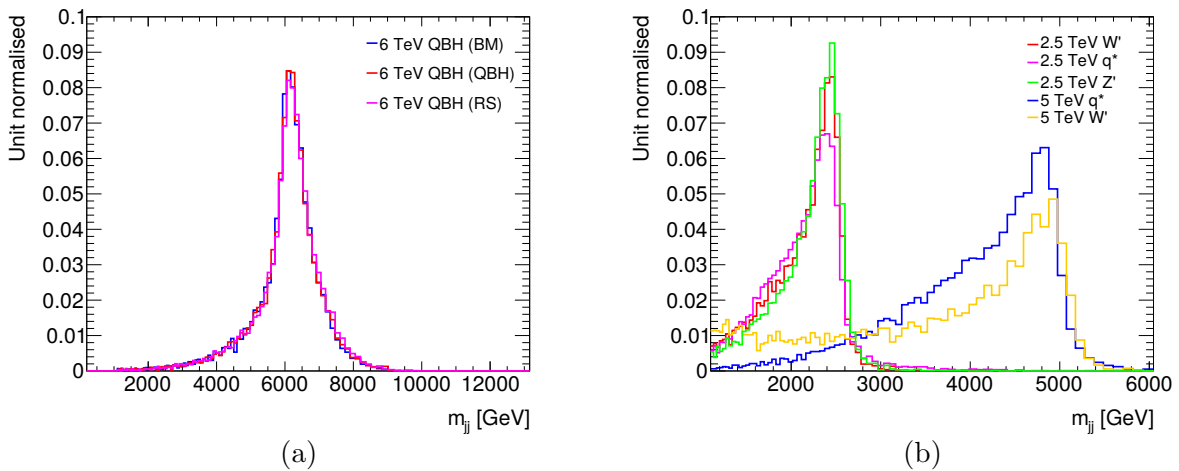 Unit normalised
0.1
0.09
0.08
0.07
0.06
0.05
0.04
0.03
0.02
0.01
0
6 TeV QBH (BM)
6 TeV QBH (QBH)
6 TeV QBH (RS)
2000 4000 6000 8000 10000 12000
m_jj [GeV]
(a)
Unit normalised
0.1
0.09
0.08
0.07
0.06
0.05
0.04
0.03
0.02
0.01
0
2.5 TeV W'
2.5 TeV q*
2.5 TeV Z'
5 TeV q*
5 TeV W'
2000 3000 4000 5000 6000
m_jj [GeV]
(b)